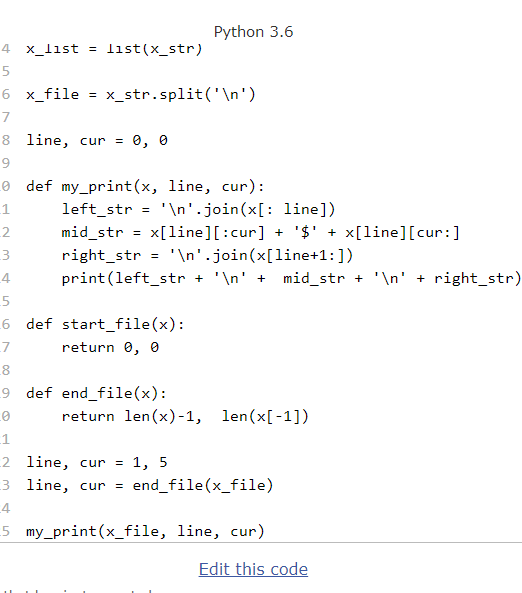 Python 3.6
4 x_list = list(x_str)
5
6 x_file = x_str.split('\n')
7
8 line, cur = 0, 0
9
0 def my_print(x, line, cur):
1     left_str = '\n'.join(x[: line])
2     mid_str = x[line][:cur] + '$' + x[line][cur:]
3     right_str = '\n'.join(x[line+1:])
4     print(left_str + '\n' +  mid_str + '\n' + right_str)
5
6 def start_file(x):
7     return 0, 0
8
9 def end_file(x):
0     return len(x)-1,  len(x[-1])
1
2 line, cur = 1, 5
3 line, cur = end_file(x_file)
4
5 my_print(x_file, line, cur)
Edit this code